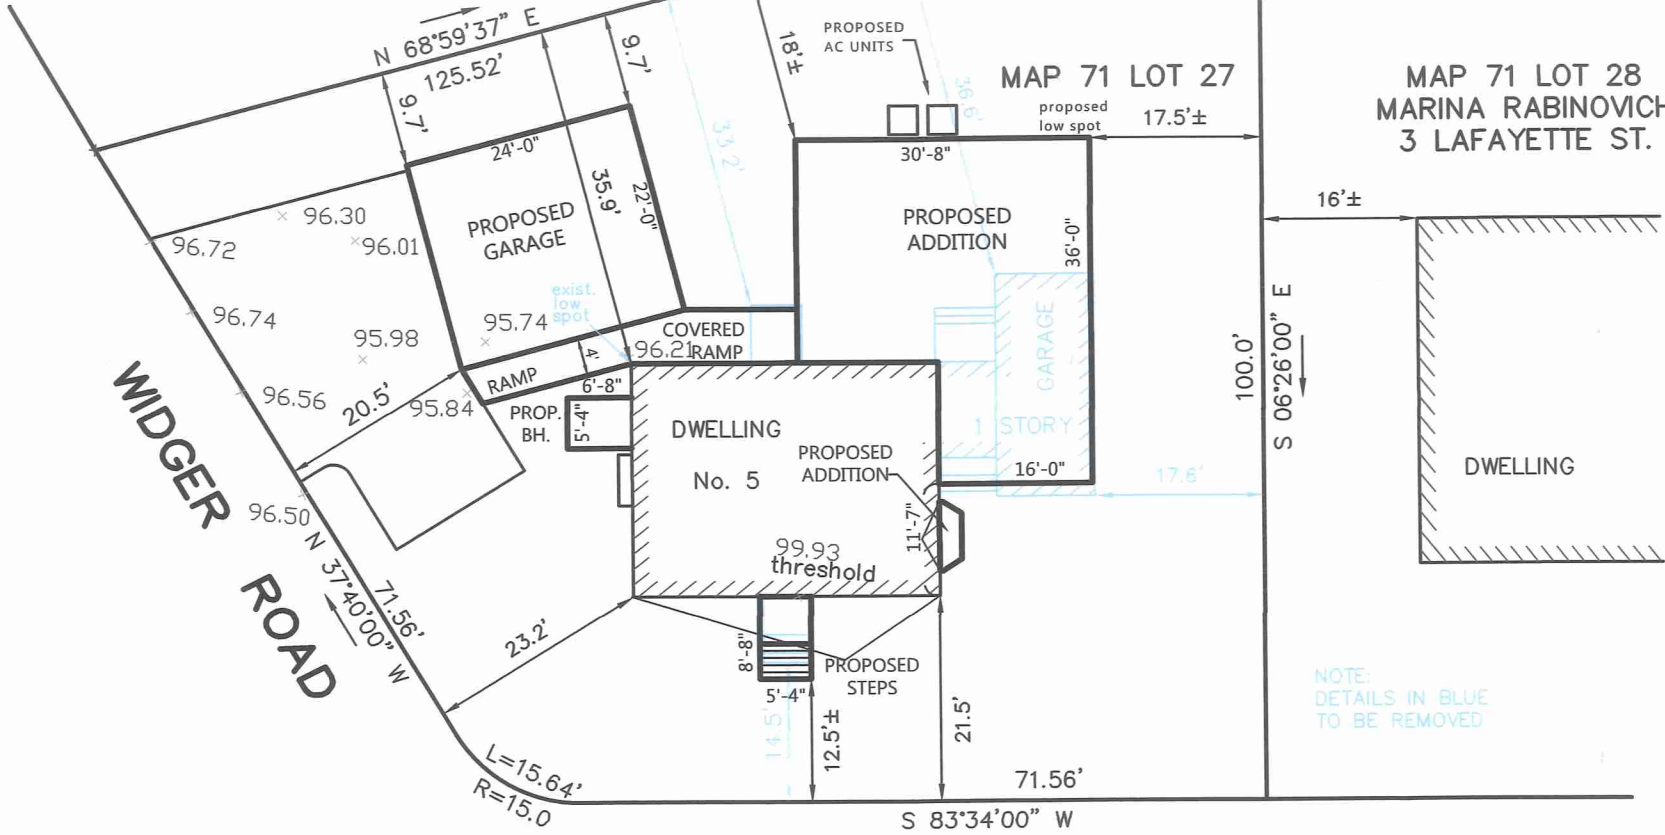 N 68°59'37" E
125.52'
9.7'
9.7'
18'±
PROPOSED
AC UNITS
36.6'
33.2'
MAP 71 LOT 27
proposed
low spot
17.5'±
MAP 71 LOT 28
MARINA RABINOVICH
3 LAFAYETTE ST.
24'-0"
30'-8"
PROPOSED
GARAGE
35.9'
22'-0"
PROPOSED
ADDITION
36'-0"
16'±
96.30
96.72
96.01
96.74
95.98
95.74
exist.
low
spot
COVERED
RAMP
96.21
4'
RAMP
6'-8"
96.56
20.5'
95.84
PROP.
BH.
5'-4"
DWELLING
No. 5
PROPOSED
ADDITION
GARAGE
1 STORY
16'-0"
17.6'
100.0'
S 06°26'00" E
DWELLING
WIDGER ROAD
96.50
N 37°40'00" W
71.56'
11'-7"
99.93
threshold
23.2'
8'-8"
5'-4"
PROPOSED
STEPS
14.5'
12.5'±
21.5'
NOTE:
DETAILS IN BLUE
TO BE REMOVED
L=15.64'
R=15.0
71.56'
S 83°34'00" W